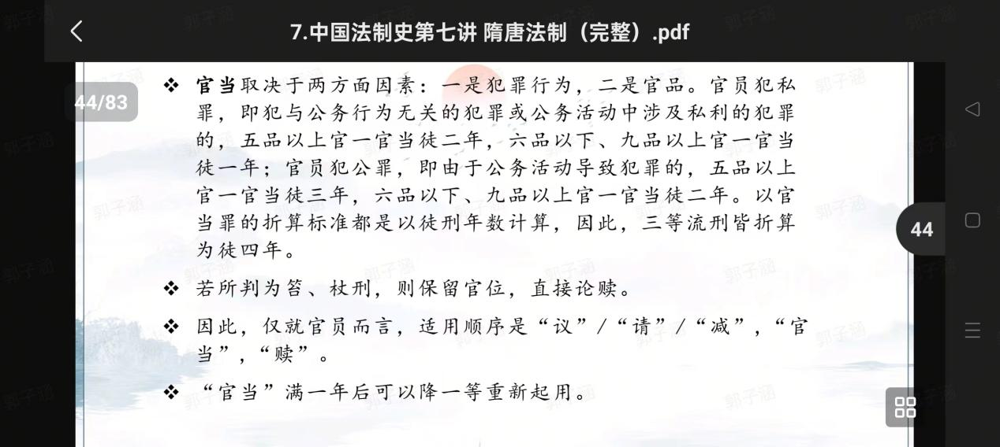 7.中国法制史第七讲 隋唐法制（完整）.pdf
44/83
❖ 官当取决于两方面因素：一是犯罪行为，二是官品。官员犯私
罪，即犯与公务行为无关的犯罪或公务活动中涉及私利的犯罪
的，五品以上官一官当徒二年，六品以下、九品以上官一官当
徒一年；官员犯公罪，即由于公务活动导致犯罪的，五品以上
官一官当徒三年，六品以下、九品以上官一官当徒二年。以官
当罪的折算标准都是以徒刑年数计算，因此，三等流刑皆折算
为徒四年。
44
❖ 若所判为笞、杖刑，则保留官位，直接论赎。
❖ 因此，仅就官员而言，适用顺序是“议”/“请”/“减”，“官
当”，“赎”。
❖ “官当”满一年后可以降一等重新起用。
郭子涵